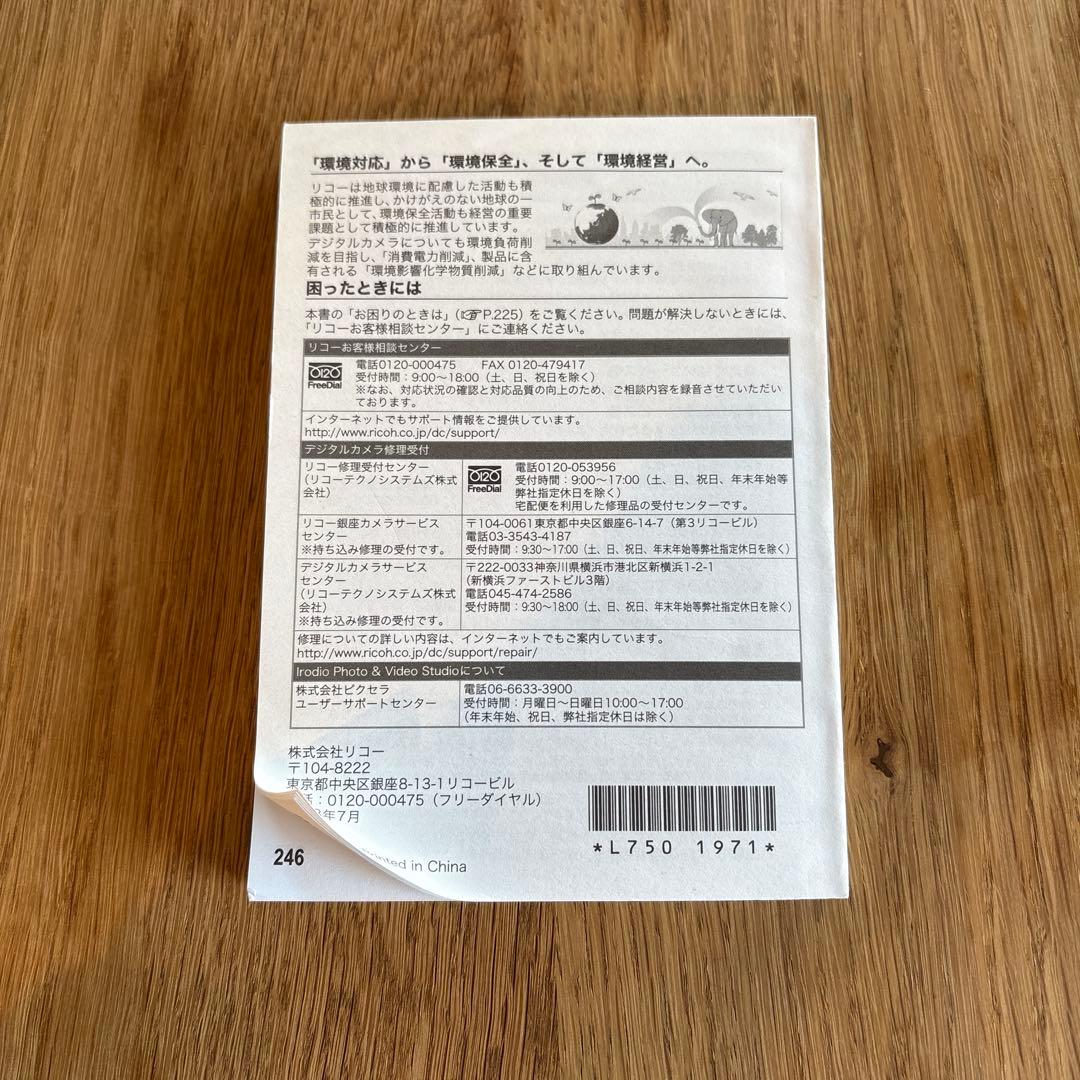 「環境対応」から「環境保全」、そして「環境経営」へ。
リコーは地球環境に配慮した活動も積
極的に推進し、かけがえのない地球の一
市民として、環境保全活動も経営の重要
課題として積極的に推進しています。
デジタルカメラについても環境負荷削
減を目指し、「消費電力削減」、製品に含
有される「環境影響化学物質削減」などに取り組んでいます。
困ったときには
本書の「お困りのときは」(☞P.225)をご覧ください。問題が解決しないときには、
「リコーお客様相談センター」にご連絡ください。
リコーお客様相談センター
0120
FreeDial
電話0120-000475 FAX 0120-479417
受付時間：9:00～18:00（土、日、祝日を除く）
※なお、対応状況の確認と対応品質の向上のため、ご相談内容を録音させていただい
ております。
インターネットでもサポート情報をご提供しています。
http://www.ricoh.co.jp/dc/support/
デジタルカメラ修理受付
リコー修理受付センター
（リコーテクノシステムズ株式
会社）
0120
FreeDial
電話0120-053956
受付時間：9:00～17:00（土、日、祝日、年末年始等
弊社指定休日を除く）
宅配便を利用した修理品の受付センターです。
リコー銀座カメラサービス
センター
※持ち込み修理の受付です。
〒104-0061東京都中央区銀座6-14-7（第3リコービル）
電話03-3543-4187
受付時間：9:30～17:00（土、日、祝日、年末年始等弊社指定休日を除く）
デジタルカメラサービス
センター
（リコーテクノシステムズ株式
会社）
※持ち込み修理の受付です。
〒222-0033神奈川県横浜市港北区新横浜1-2-1
（新横浜ファーストビル3階）
電話045-474-2586
受付時間：9:30～18:00（土、日、祝日、年末年始等弊社指定休日を除く）
修理についての詳しい内容は、インターネットでもご案内しています。
http://www.ricoh.co.jp/dc/support/repair/
Irodio Photo & Video Studioについて
株式会社ピクセラ
ユーザーサポートセンター
電話06-6633-3900
受付時間：月曜日～日曜日10:00～17:00
（年末年始、祝日、弊社指定休日は除く）
株式会社リコー
〒104-8222
東京都中央区銀座8-13-1リコービル
話：0120-000475（フリーダイヤル）
年7月
*L750 1971*
246
in China